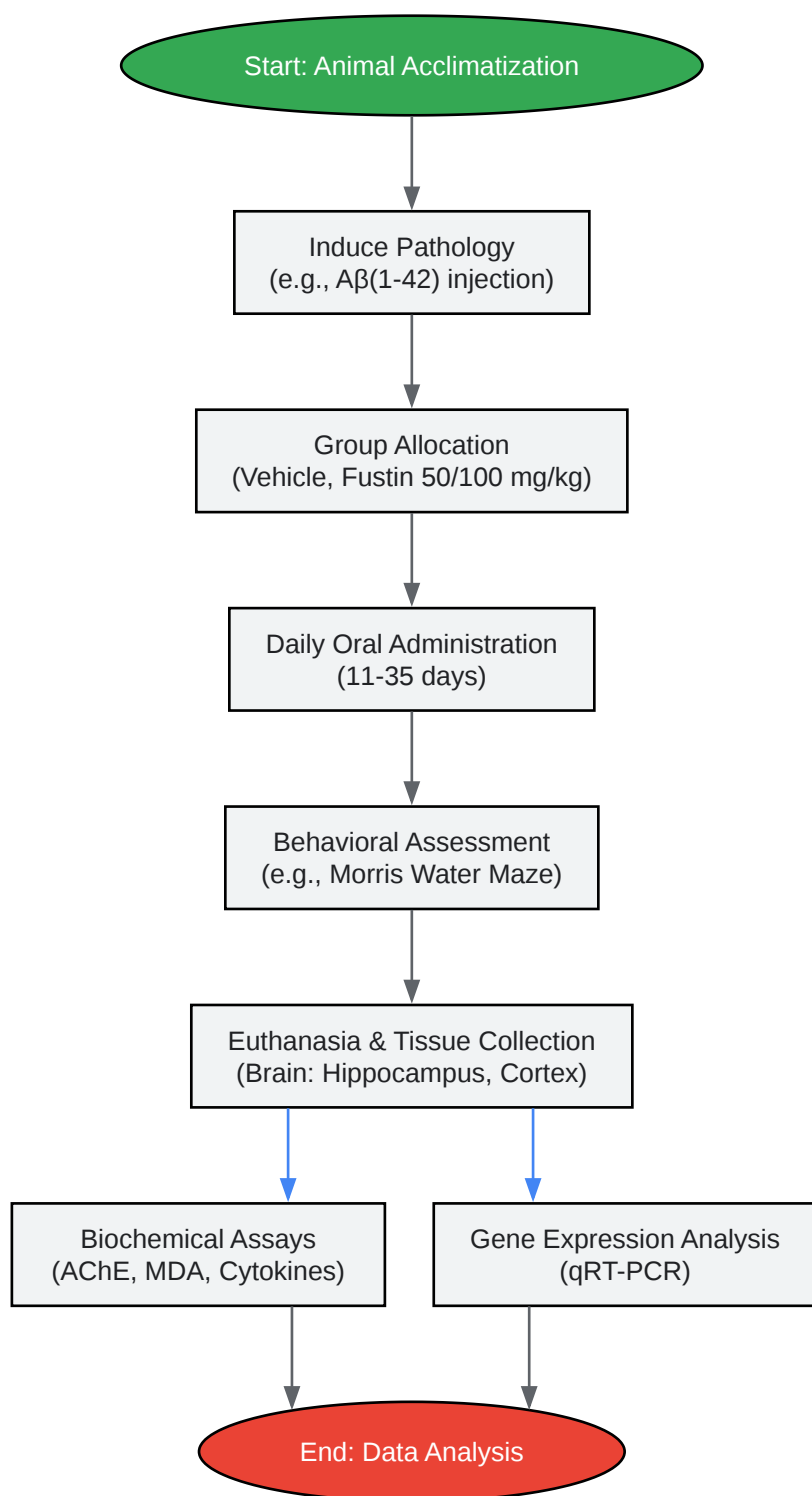 Start: Animal Acclimatization
Induce Pathology
(e.g., Aβ(1-42) injection)
Group Allocation
(Vehicle, Fustin 50/100 mg/kg)
Daily Oral Administration
(11-35 days)
Behavioral Assessment
(e.g., Morris Water Maze)
Euthanasia & Tissue Collection
(Brain: Hippocampus, Cortex)
Biochemical Assays
(AChE, MDA, Cytokines)
Gene Expression Analysis
(qRT-PCR)
End: Data Analysis